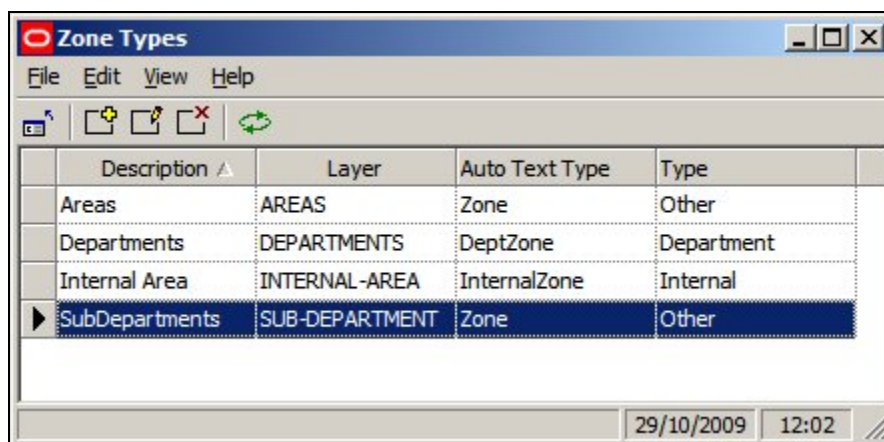 Zone Types
File Edit View Help
Description Layer Auto Text Type Type
Areas AREAS Zone Other
Departments DEPARTMENTS DeptZone Department
Internal Area INTERNAL-AREA InternalZone Internal
SubDepartments SUB-DEPARTMENT Zone Other
29/10/2009 12:02